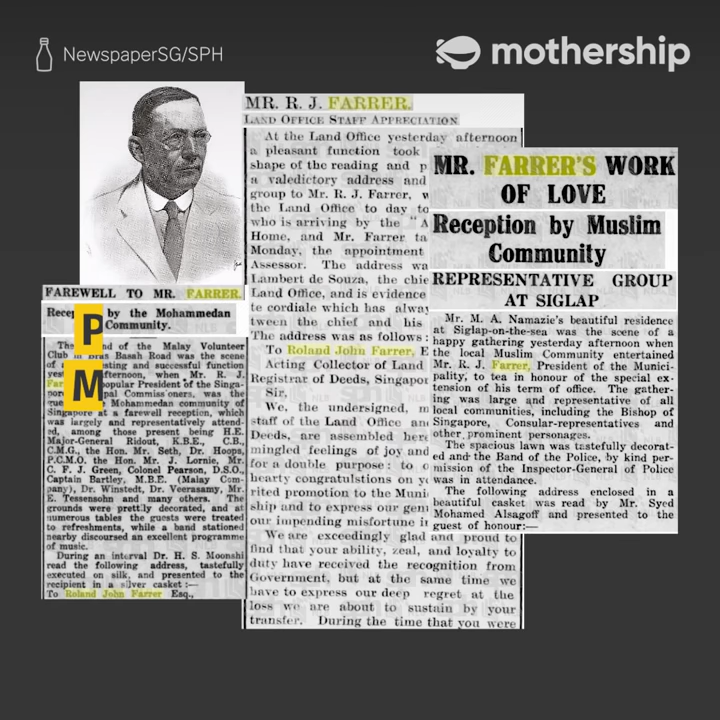 NewspaperSG/SPH
mothership
MR. R. J. FARRER.
LAND OFFICE STAFF APPRECIATION
At the Land Office yesterday afternoon
a pleasant function took
shape of the reading and p
a valedictory address and
group to Mr. R. J. Farrer, w
the Land Office to day to
who is arriving by the "A
Home, and Mr. Farrer ta
Monday, the appointment
Assessor. The address wa
Lambert de Souza, the chie
Land Office, and is evidence
te cordiale which has alway
tween the chief and his
The address was as follows:
To Roland John Farrer, E
Acting Collector of Land
Registrar of Deeds, Singapor
Sir,
We, the undersigned, m
staff of the Land Office and
Deeds, are assembled here
mingled feelings of joy and
for a double purpose: to o
hearty congratulations on yo
rited promotion to the Muni
ship and to express our gen
our impending misfortune i
We are exceedingly glad and proud to
find that your ability, zeal, and loyalty to
duty have received the recognition from
Government, but at the same time we
have to express our deep regret at the
loss we are about to sustain by your
transfer. During the time that you were
MR. FARRER'S WORK
OF LOVE
Reception by Muslim
Community
REPRESENTATIVE GROUP
AT SIGLAP
Mr. M. A. Namazie's beautiful residence
at Siglap-on-the-sea was the scene of a
happy gathering yesterday afternoon when
the local Muslim Community entertained
Mr. R. J. Farrer, President of the Munici-
pality, to tea in honour of the special ex-
tension of his term of office. The gather-
ing was large and representative of all
local communities, including the Bishop of
Singapore, Consular-representatives and
other prominent personages.
The spacious lawn was tastefully decorat-
ed and the Band of the Police, by kind per-
mission of the Inspector-General of Police
was in attendance.
The following address enclosed in a
beautiful casket was read by Mr. Syed
Mohamed Alsagoff and presented to the
guest of honour:—
FAREWELL TO MR. FARRER.
Rece by the Mohammedan
Community.
P
M
The of the Malay Volunteer
Club in Bras Basah Road was the scene
of a sting and successful function
yest afternoon, when Mr. R. J.
Far popular President of the Singa-
pore pal Commissioners, was the
gue Mohammedan community of
Singapore at a farewell reception, which
was largely and representatively attend-
ed, among those present being H.E.
Major-General Ridout, K.B.E., C.B.,
C.M.G., the Hon. Mr. Seth, Dr. Hoops,
P.C.M.O. the Hon. Mr. J. Lornie, Mr.
C. F. J. Green, Colonel Pearson, D.S.O.,
Captain Bartley, M.B.E. (Malay Com-
pany), Dr. Winstedt, Dr. Veerasamy, Mr.
E. Tessensohn and many others. The
grounds were prettily decorated, and at
numerous tables the guests were treated
to refreshments, while a band stationed
nearby discoursed an excellent programme
of music.
During an interval Dr. H. S. Moonshi
read the following address, tastefully
executed on silk, and presented to the
recipient in a silver casket:—
To Roland John Farrer Esq.,